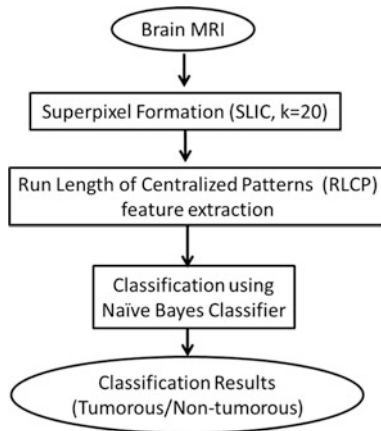 Brain MRI
Superpixel Formation (SLIC, k=20)
Run Length of Centralized Patterns (RLCP)
feature extraction
Classification using
Naïve Bayes Classifier
Classification Results
(Tumorous/Non-tumorous)